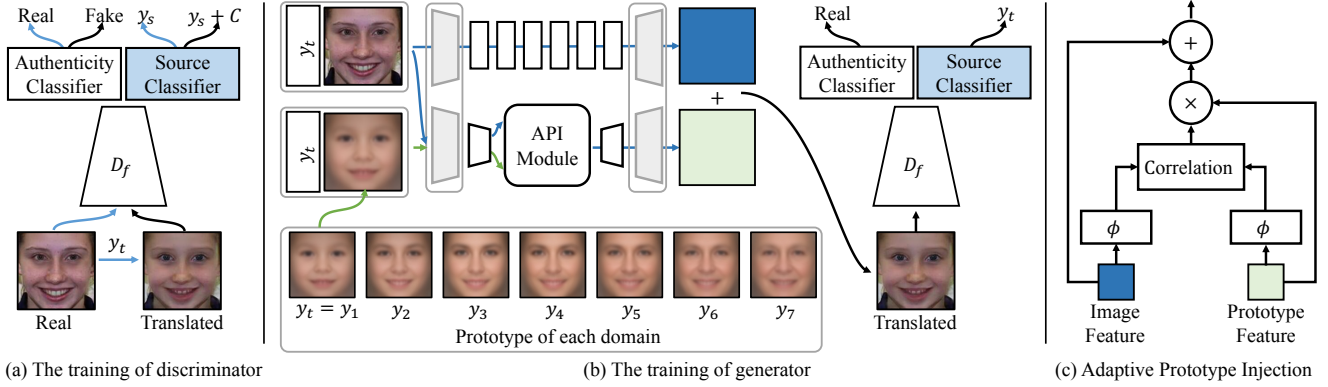 Real Fake $y_s$ $y_s + C$
Authenticity
Classifier
Source
Classifier
$D_f$
$y_t$
Real Translated
(a) The training of discriminator
$y_t$
$y_t$
API
Module
+
$y_t = y_1$ $y_2$ $y_3$ $y_4$ $y_5$ $y_6$ $y_7$
Prototype of each domain
Real $y_t$
Authenticity
Classifier
Source
Classifier
$D_f$
Translated
(b) The training of generator
+
×
Correlation
ϕ ϕ
Image
Feature
Prototype
Feature
(c) Adaptive Prototype Injection